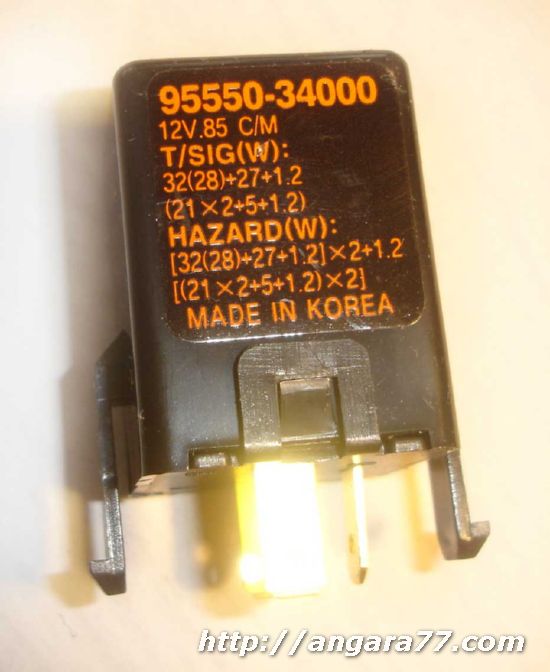 95550-34000
12V.85 C/M
T/SIG(W):
32(28)+27+1.2
(21×2+5+1.2)
HAZARD(W):
[32(28)+27+1.2]×2+1.2
[(21×2+5+1.2)×2]
MADE IN KOREA
http://angara77.com